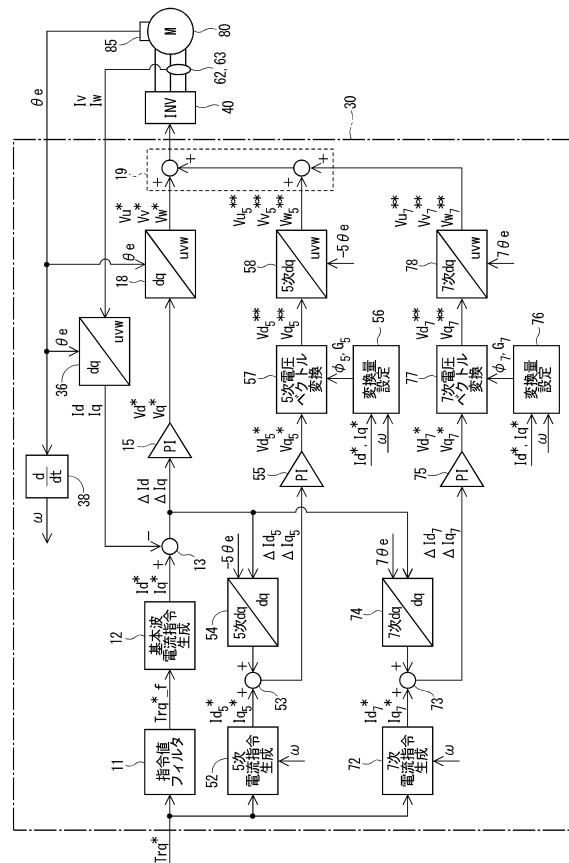 θe
ω
d
dt
38
Iv
Iw
85
M
80
62, 63
INV
40
30
Id
Iq
36
θe
dq
uvw
Trq*
11
指令値
フィルタ
Trq*_f
12
基本波
電流指令
生成
Id*
Iq*
+
-
13
ΔId
ΔIq
15
PI
Vd*
Vq*
θe
18
dq
uvw
Vu*
Vv*
Vw*
19
+
+
52
5次
電流指令
生成
ω
Id5*
Iq5*
+
+
53
-5θe
54
5次dq
dq
ΔId5
ΔIq5
55
PI
Vd5*
Vq5*
57
5次電圧
ベクトル
変換
φ5, G5
56
変換量
設定
Id*, Iq*
ω
Vd5**
Vq5**
58
5次dq
uvw
-5θe
Vu5**
Vv5**
Vw5**
+
+
72
7次
電流指令
生成
ω
Id7*
Iq7*
+
+
73
7θe
74
7次dq
dq
ΔId7
ΔIq7
75
PI
Vd7*
Vq7*
77
7次電圧
ベクトル
変換
φ7, G7
76
変換量
設定
Id*, Iq*
ω
Vd7**
Vq7**
78
7次dq
uvw
7θe
Vu7**
Vv7**
Vw7**